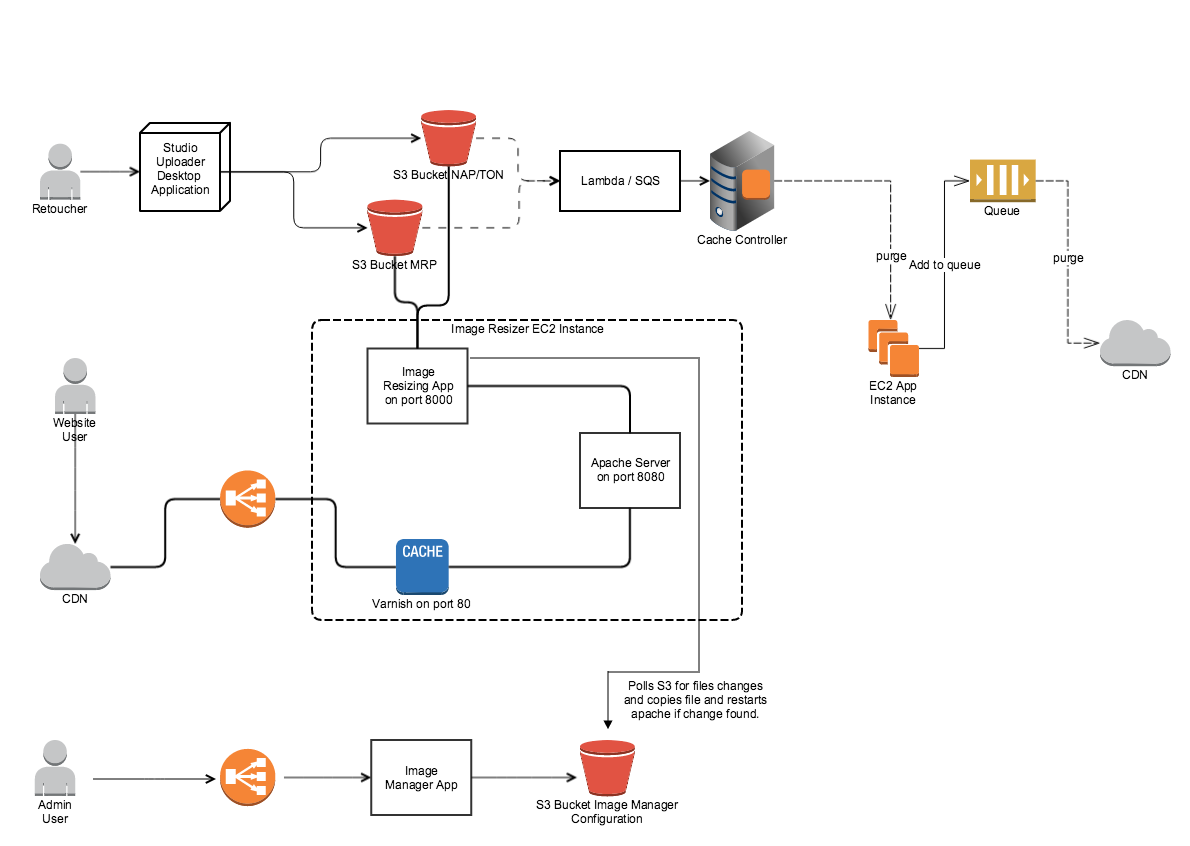 Retoucher
Studio
Uploader
Desktop
Application
S3 Bucket NAP/TON
S3 Bucket MRP
Lambda / SQS
Cache Controller
purge
Add to queue
Queue
purge
EC2 App
Instance
CDN
Image Resizer EC2 Instance
Image
Resizing App
on port 8000
Apache Server
on port 8080
Website
User
CDN
CACHE
Varnish on port 80
Polls S3 for files changes
and copies file and restarts
apache if change found.
Admin
User
Image
Manager App
S3 Bucket Image Manager
Configuration